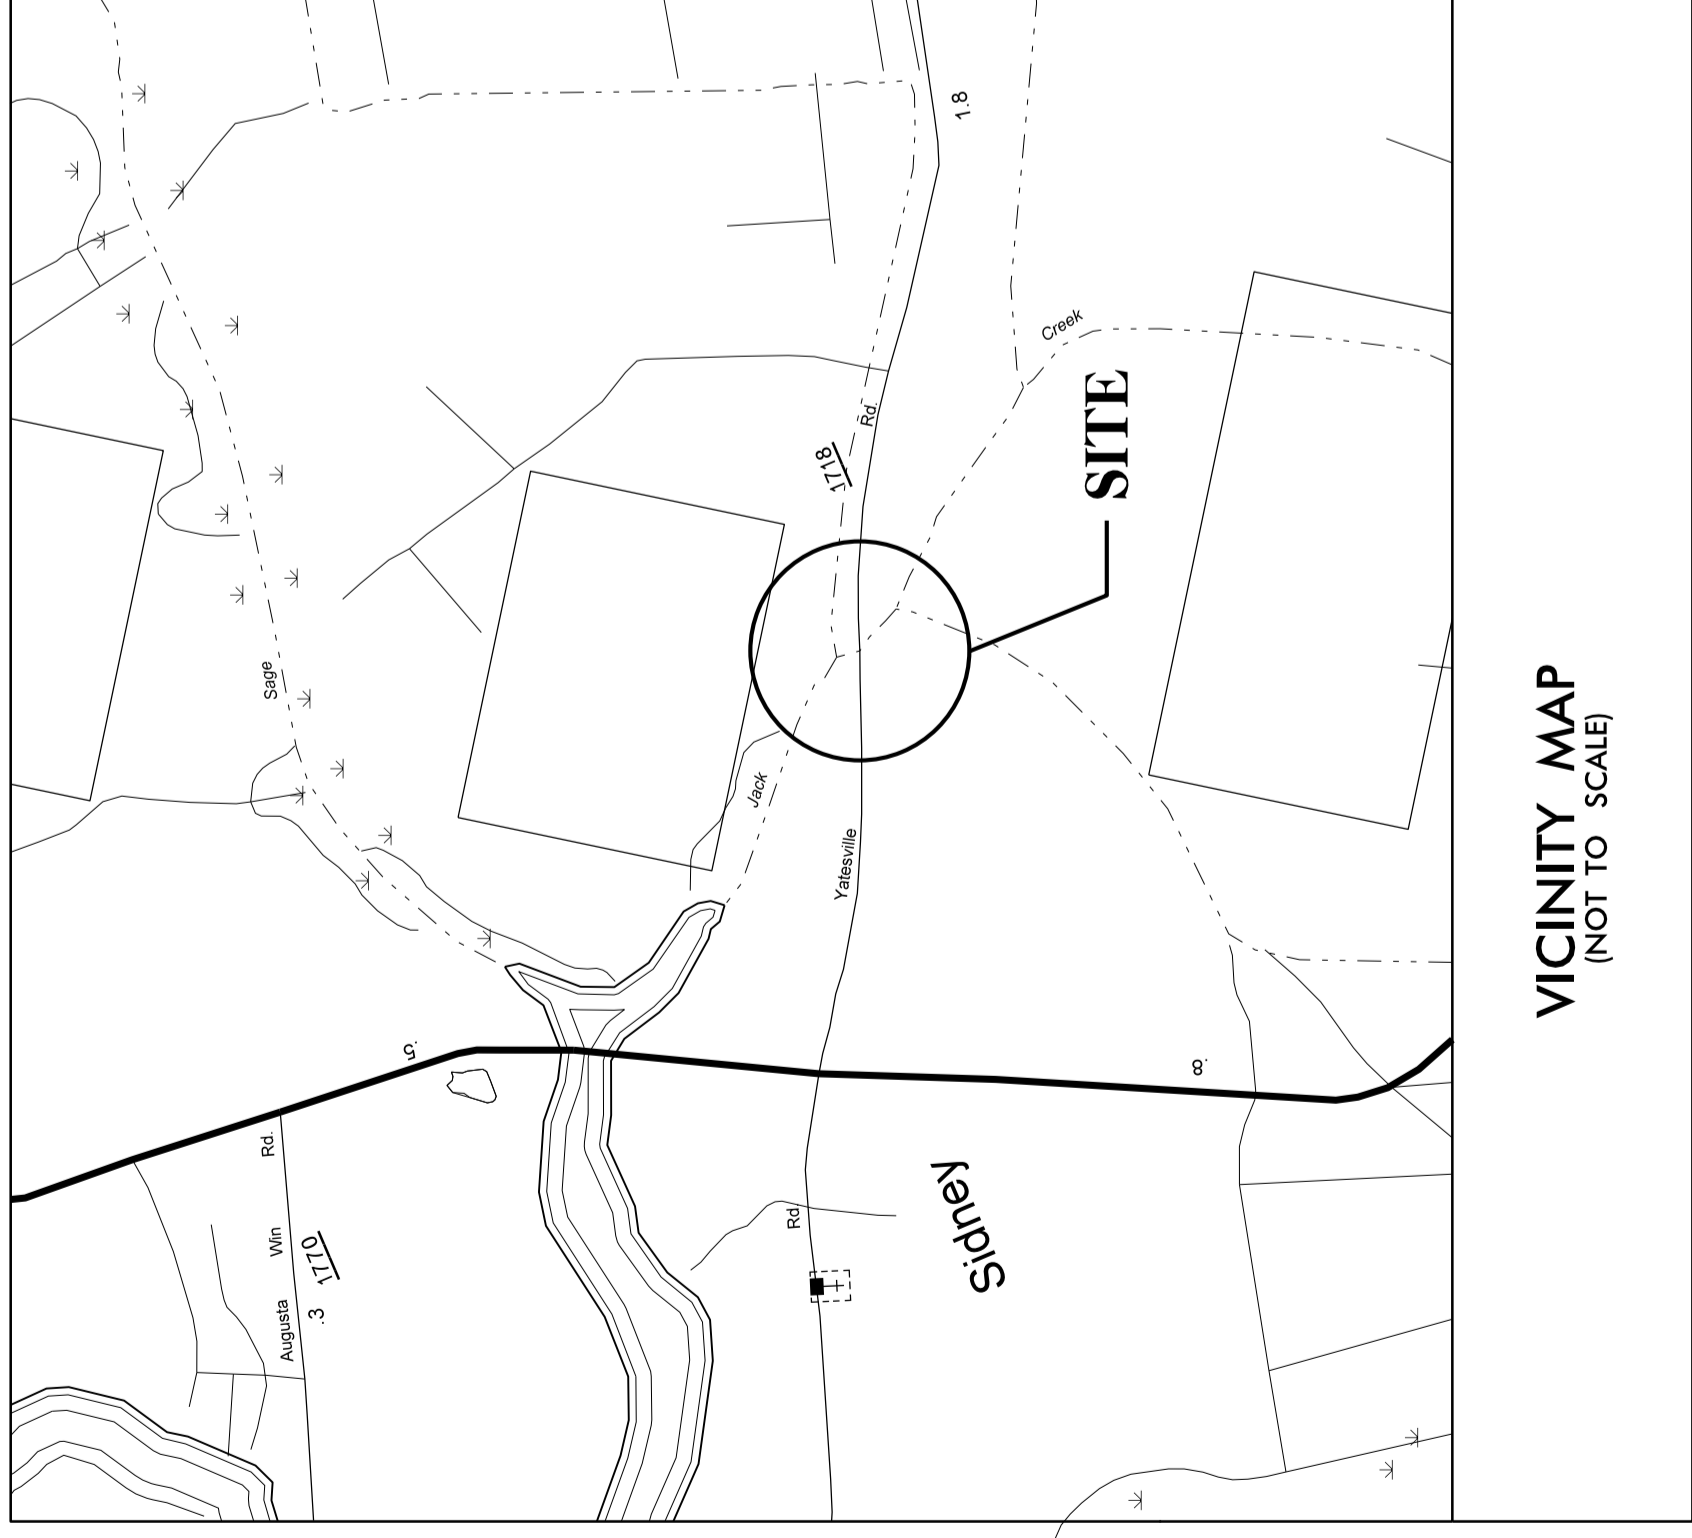 1.8
Creek
SITE
Rd.
1718
Sage
Jack
Yatesville
.5
.8
Rd.
Win
1770
Augusta
.3
Rd.
Sidney
VICINITY MAP
(NOT TO SCALE)